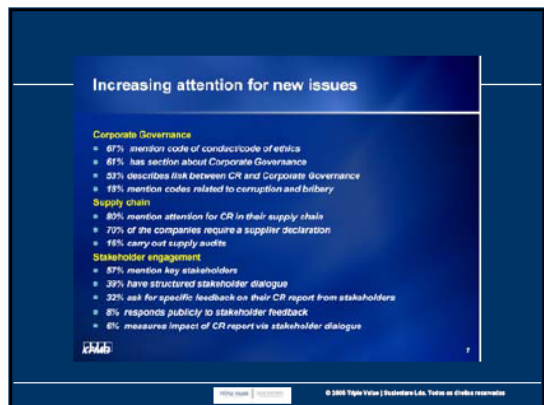 Increasing attention for new issues
Corporate Governance
67% mention code of conduct/code of ethics
61% has section about Corporate Governance
53% describes link between CR and Corporate Governance
18% mention codes related to corruption and bribery
Supply chain
80% mention attention for CR in their supply chain
70% of the companies require a supplier declaration
16% carry out supply audits
Stakeholder engagement
57% mention key stakeholders
39% have structured stakeholder dialogue
32% ask for specific feedback on their CR report from stakeholders
8% responds publicly to stakeholder feedback
6% measures impact of CR report via stakeholder dialogue
KPMG
© 2005 Triple Value | Sustentare Lda. Todos os direitos reservados